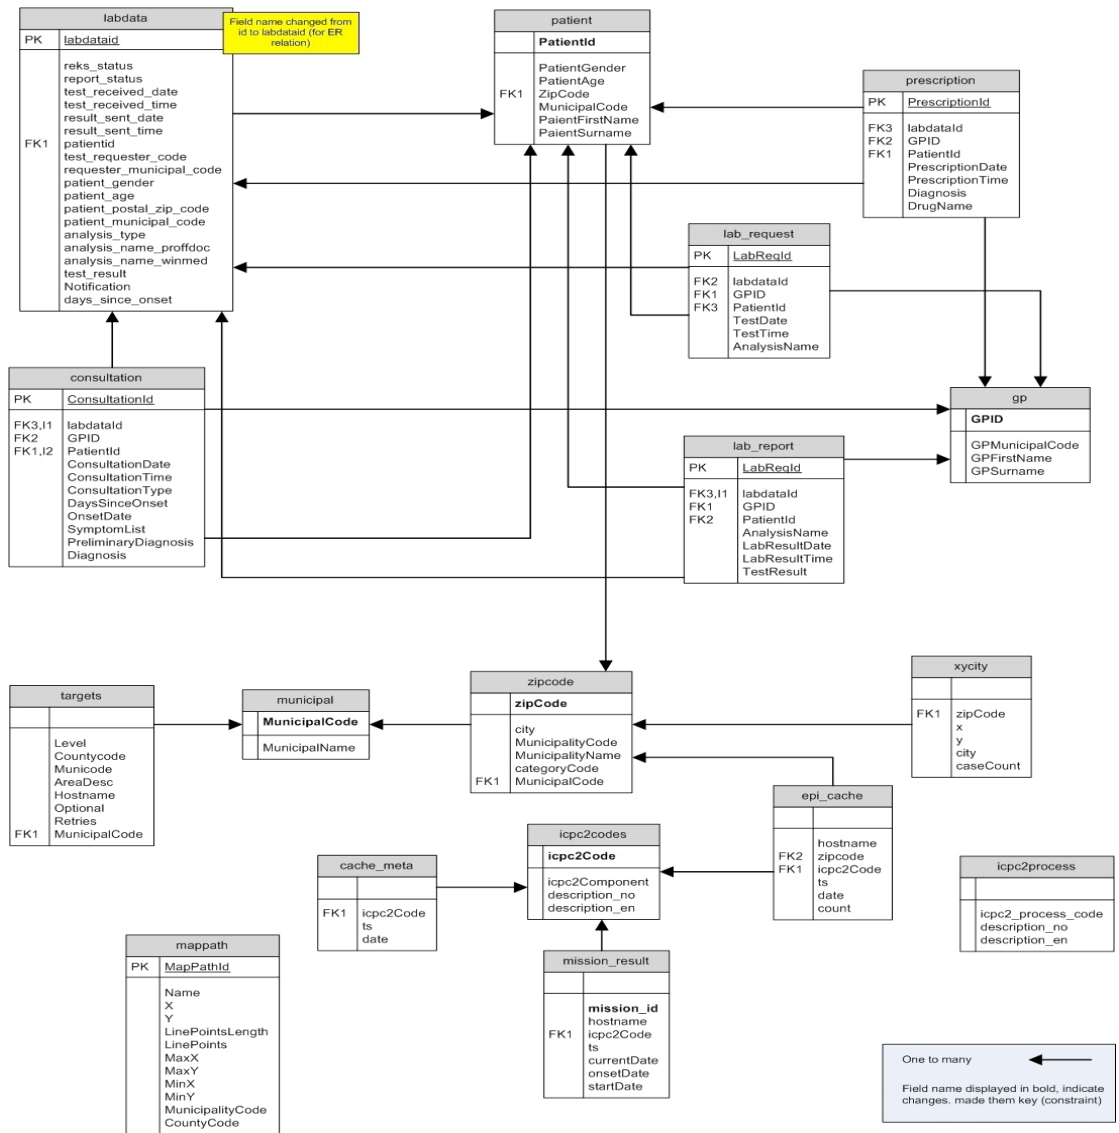 labdata
PK labdataid
reks_status
report_status
test_received_date
test_received_time
result_sent_date
result_sent_time
FK1 patientid
test_requester_code
requester_municipal_code
patient_gender
patient_age
patient_postal_zip_code
patient_municipal_code
analysis_type
analysis_name_proffdoc
analysis_name_winmed
test_result
Notification
days_since_onset
Field name changed from
id to labdataid (for ER
relation)
patient
PatientId
PatientGender
PatientAge
FK1 ZipCode
MunicipalCode
PaientFirstName
PaientSurname
prescription
PK PrescriptionId
FK3 labdataId
FK2 GPID
FK1 PatientId
PrescriptionDate
PrescriptionTime
Diagnosis
DrugName
lab_request
PK LabReqId
FK2 labdataId
FK1 GPID
FK3 PatientId
TestDate
TestTime
AnalysisName
consultation
PK ConsultationId
FK3,I1 labdataId
FK2 GPID
FK1,I2 PatientId
ConsultationDate
ConsultationTime
ConsultationType
DaysSinceOnset
OnsetDate
SymptomList
PreliminaryDiagnosis
Diagnosis
gp
GPID
GPMunicipalCode
GPFirstName
GPSurname
lab_report
PK LabReqId
FK3,I1 labdataId
FK1 GPID
FK2 PatientId
AnalysisName
LabResultDate
LabResultTime
TestResult
targets
Level
Countycode
Municode
AreaDesc
Hostname
Optional
Retries
FK1 MunicipalCode
municipal
MunicipalCode
MunicipalName
zipcode
zipCode
city
MunicipalityCode
MunicipalityName
categoryCode
FK1 MunicipalCode
xycity
FK1 zipCode
x
y
city
caseCount
epi_cache
hostname
FK2 zipcode
FK1 icpc2Code
ts
date
count
icpc2codes
icpc2Code
icpc2Component
description_no
description_en
cache_meta
FK1 icpc2Code
ts
date
icpc2process
icpc2_process_code
description_no
description_en
mappath
PK MapPathId
Name
X
Y
LinePointsLength
LinePoints
MaxX
MaxY
MinX
MinY
MunicipalityCode
CountyCode
mission_result
mission_id
hostname
FK1 icpc2Code
ts
currentDate
onsetDate
startDate
One to many
Field name displayed in bold, indicate
changes. made them key (constraint)